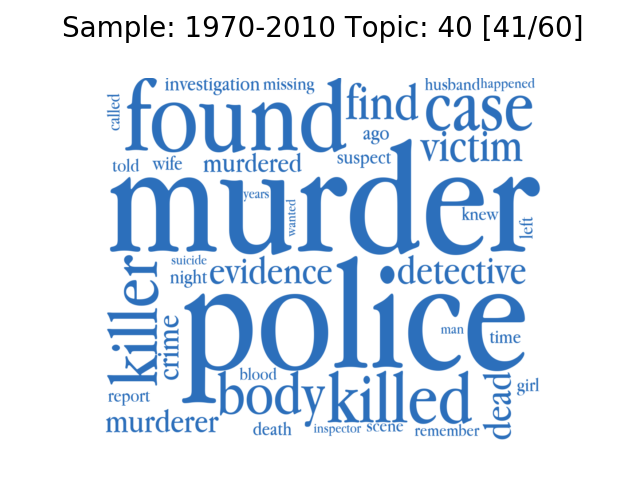 Sample: 1970-2010 Topic: 40 [41/60]
called
investigation missing
husband happened
found
find
case
ago
victim
told wife murdered suspect
murder
years
wanted
knew
left
suicide
night
evidence
detective
killer
police
crime
man
time
blood
body
killed
dead
girl
report
murderer
death
inspector
scene
remember